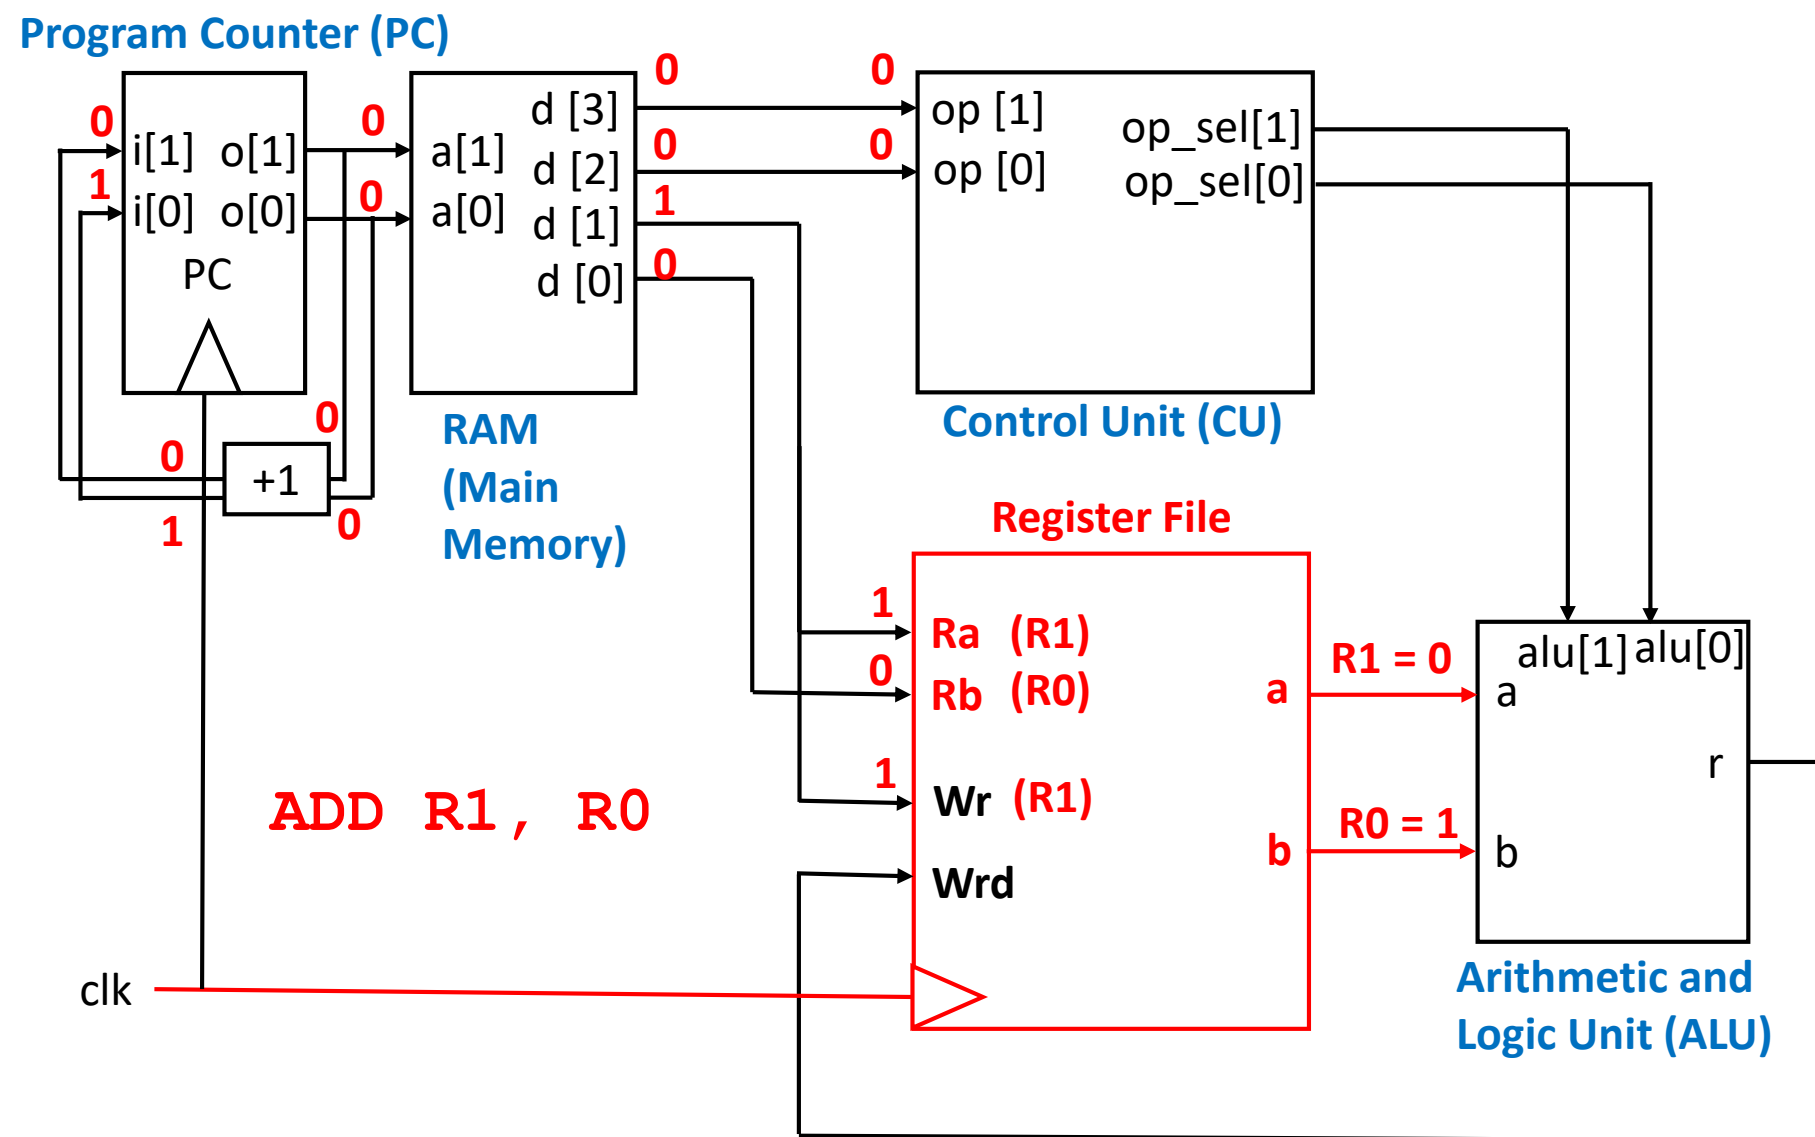 Program Counter (PC)
0
1
i[1] o[1]
i[0] o[0]
PC
0
0
a[1]
a[0]
d [3]
d [2]
d [1]
d [0]
0
0
1
0
0
0
op [1]
op [0]
op_sel[1]
op_sel[0]
0
1
+1
0
0
RAM
(Main
Memory)
Control Unit (CU)
Register File
1
0
1
Ra (R1)
Rb (R0)
Wr (R1)
Wrd
a
b
R1 = 0
R0 = 1
alu[1] alu[0]
a
b
r
ADD R1, R0
clk
Arithmetic and
Logic Unit (ALU)